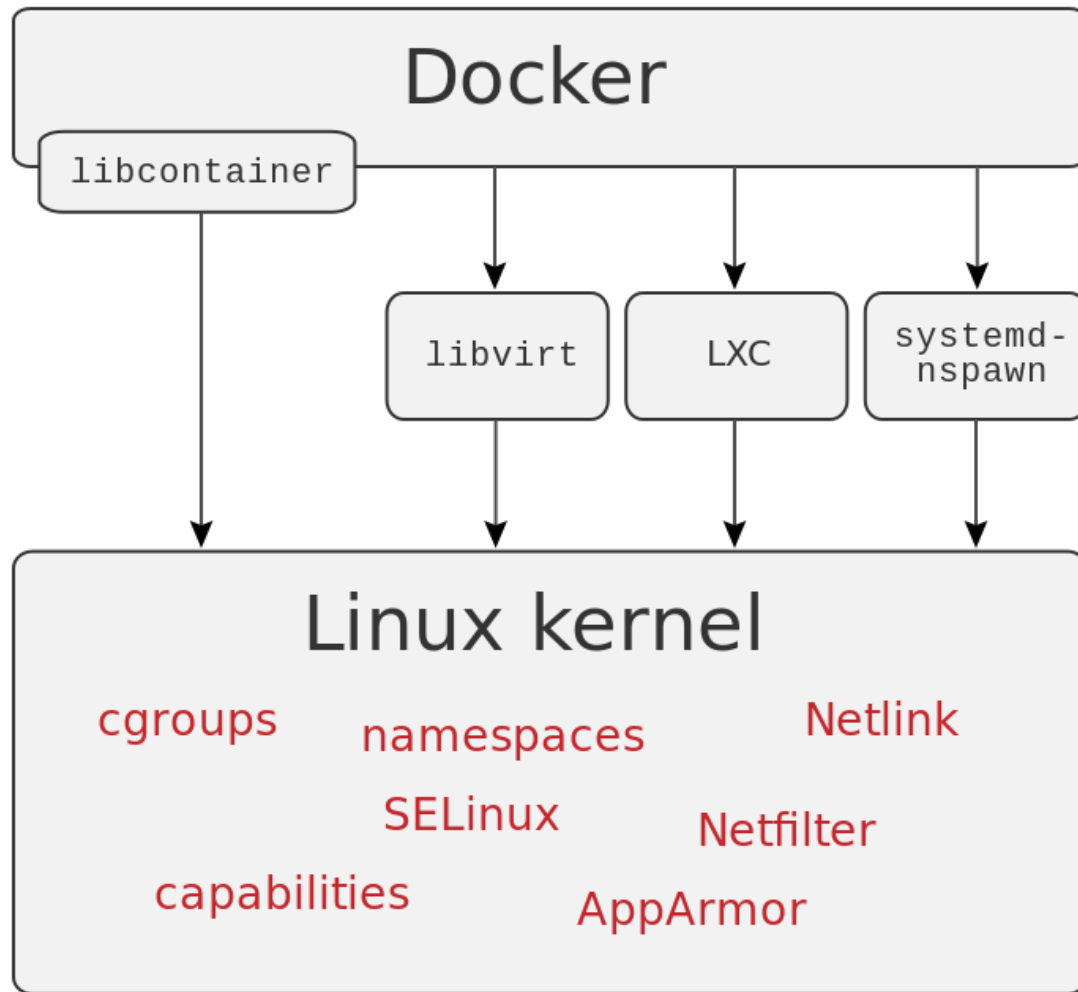 Docker
libcontainer
libvirt
LXC
systemd-
nspawn
Linux kernel
cgroups
namespaces
Netlink
SELinux
Netfilter
capabilities
AppArmor